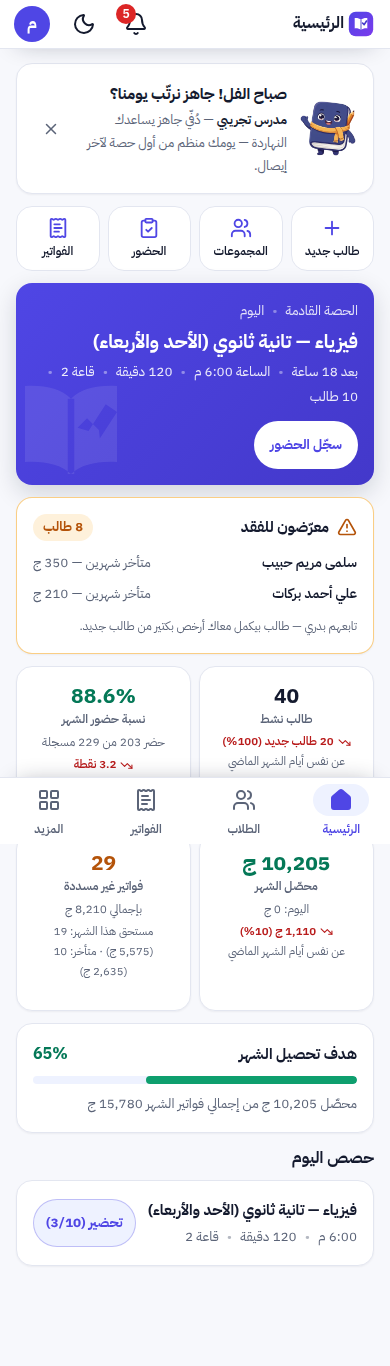 الرئيسية
5
م
صباح الفل! جاهز نرتّب يومنا؟
مدرس تجريبي — دُفّي جاهز يساعدك
النهاردة — يومك منظم من أول حصة لآخر
إيصال.
طالب جديد
المجموعات
الحضور
الفواتير
الحصة القادمة • اليوم
فيزياء — تانية ثانوي (الأحد والأربعاء)
بعد 18 ساعة • الساعة 6:00 م • 120 دقيقة • قاعة 2 •
10 طالب
سجّل الحضور
معرّضون للفقد
8 طالب
سلمى مريم حبيب
متأخر شهرين — 350 ج
علي أحمد بركات
متأخر شهرين — 210 ج
تابعهم بدري — طالب بيكمل معاك أرخص بكتير من طالب جديد.
40
طالب نشط
20 طالب جديد (100%)
عن نفس أيام الشهر الماضي
88.6%
نسبة حضور الشهر
حضر 203 من 229 مسجلة
3.2 نقطة
الرئيسية
الطلاب
الفواتير
المزيد
10,205 ج
محصّل الشهر
اليوم: 0 ج
1,110 ج (10%)
عن نفس أيام الشهر الماضي
29
فواتير غير مسددة
بإجمالي 8,210 ج
مستحق هذا الشهر: 19
(5,575 ج) · متأخر: 10
(2,635 ج)
هدف تحصيل الشهر
65%
محصّل 10,205 ج من إجمالي فواتير الشهر 15,780 ج
حصص اليوم
فيزياء — تانية ثانوي (الأحد والأربعاء)
6:00 م • 120 دقيقة • قاعة 2
تحضير (3/10)